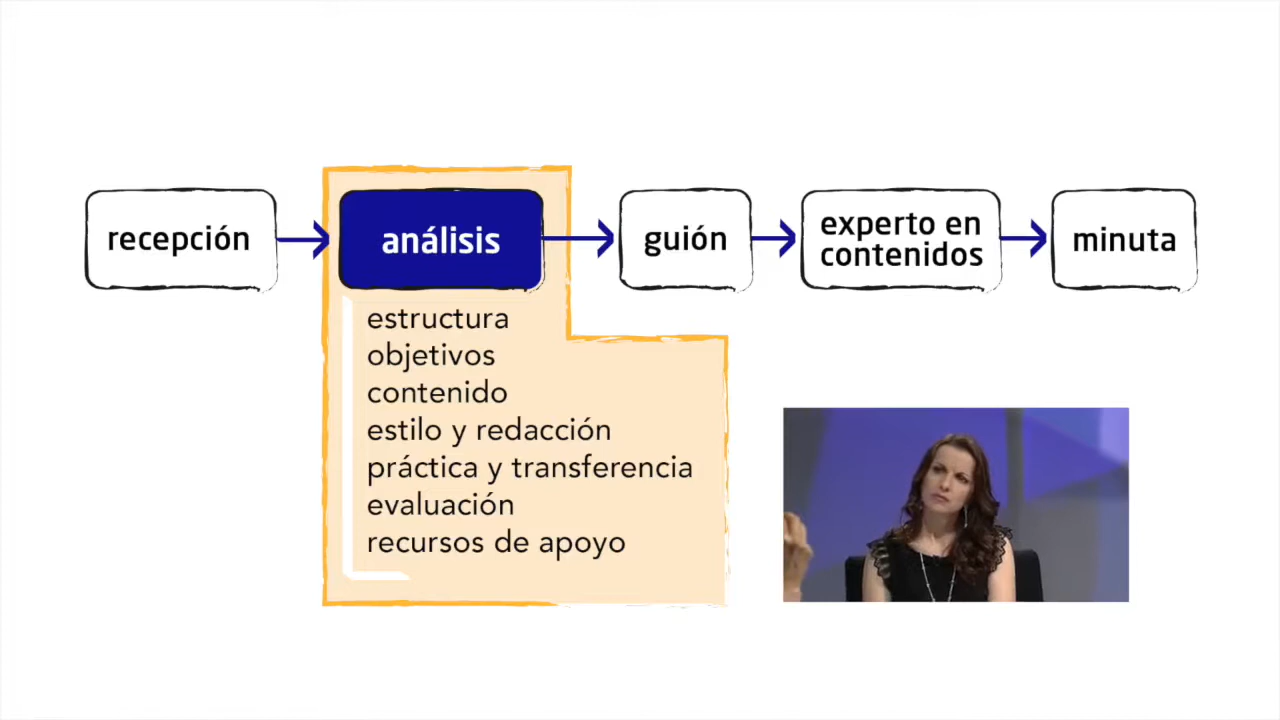 recepción
análisis
guión
experto en
contenidos
minuta
estructura
objetivos
contenido
estilo y redacción
práctica y transferencia
evaluación
recursos de apoyo